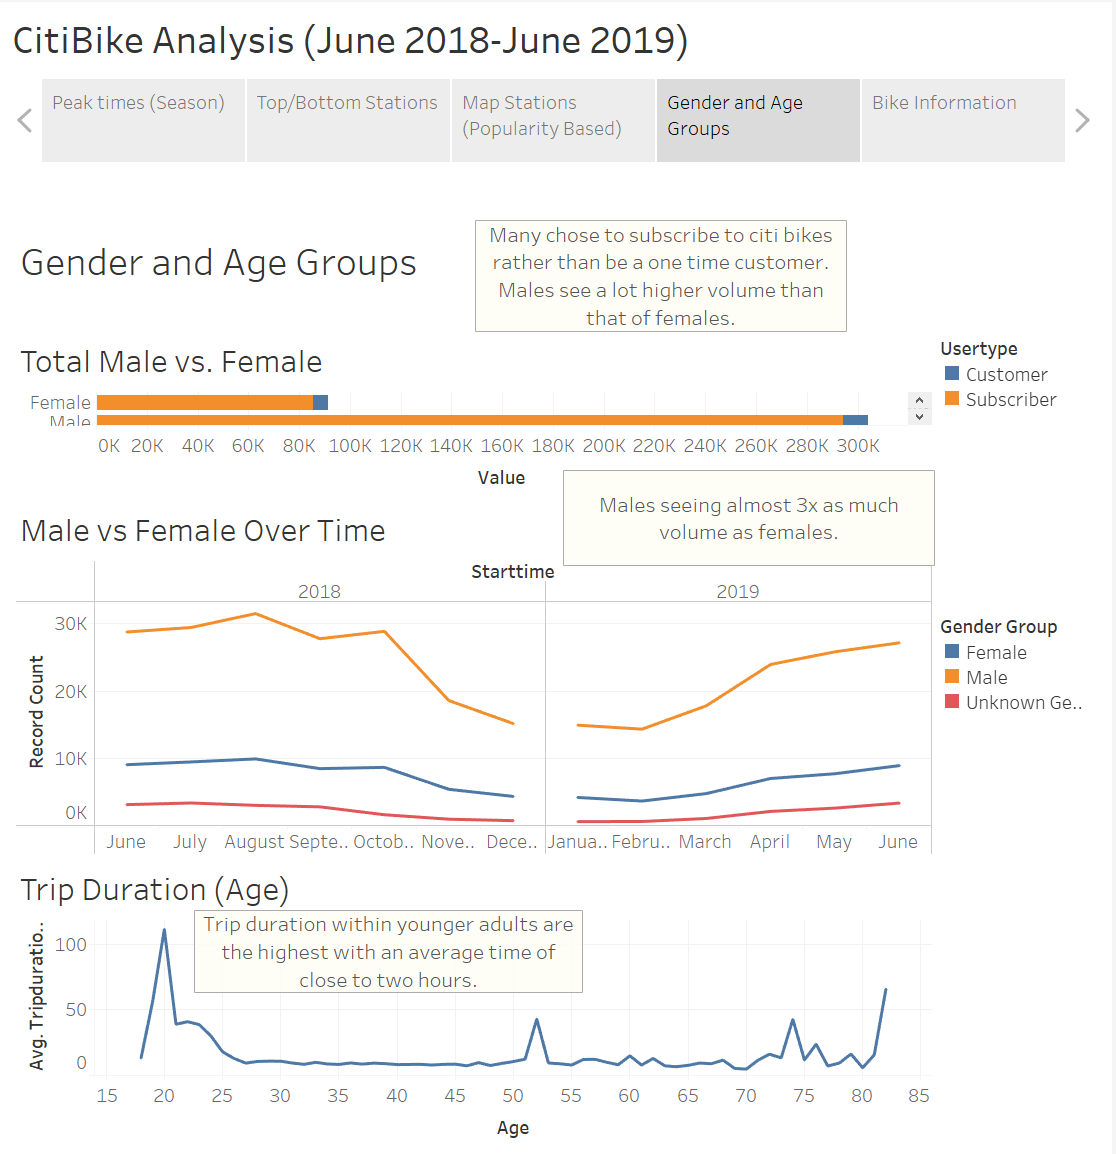 CitiBike Analysis (June 2018-June 2019)
Peak times (Season)
Top/Bottom Stations
Map Stations
(Popularity Based)
Gender and Age
Groups
Bike Information
Gender and Age Groups
Many chose to subscribe to citi bikes
rather than be a one time customer.
Males see a lot higher volume than
that of females.
Total Male vs. Female
Usertype
Customer
Subscriber
Female
Male
0K 20K 40K 60K 80K 100K 120K 140K 160K 180K 200K 220K 240K 260K 280K 300K
Value
Males seeing almost 3x as much
volume as females.
Male vs Female Over Time
Starttime
2018 2019
30K
20K
10K
0K
Record Count
June July August Septe.. Octob.. Nove.. Dece.. Janua.. Febru.. March April May June
Gender Group
Female
Male
Unknown Ge..
Trip Duration (Age)
Trip duration within younger adults are
the highest with an average time of
close to two hours.
Avg. Tripduratio..
100
50
0
15 20 25 30 35 40 45 50 55 60 65 70 75 80 85
Age